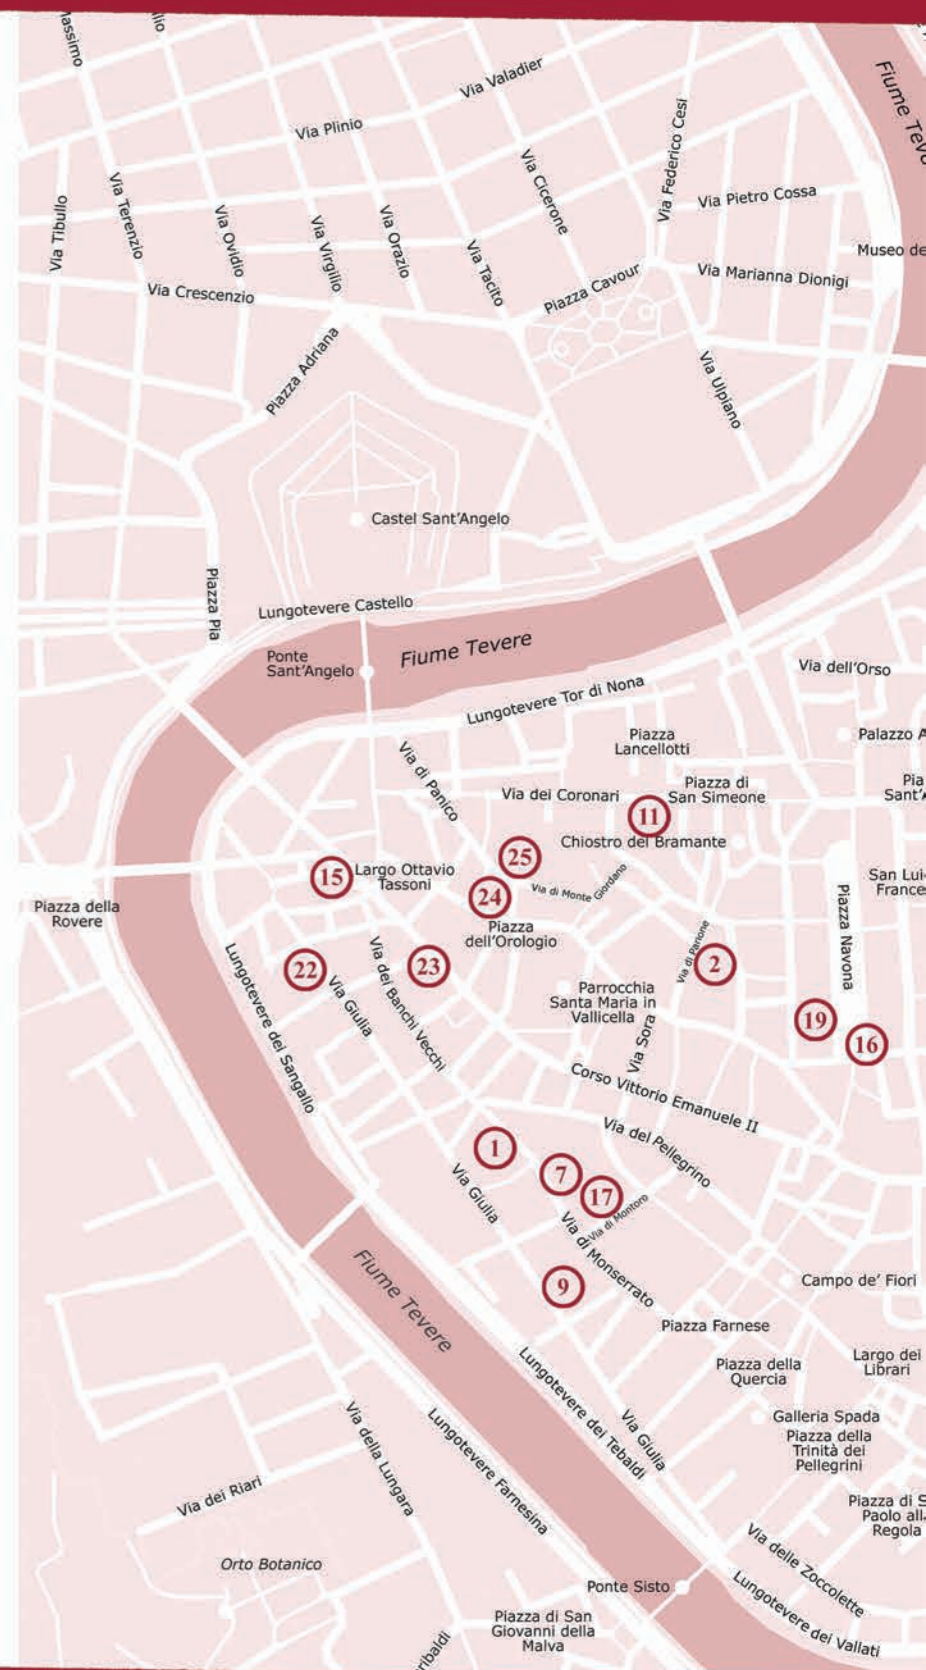 Massimo
Fiume Teve
Via Valadier
Via Plinio
Via Federico Cesi
Via Cicerone
Via Pietro Cossa
Via Tibullo
Via Terenzio
Via Ovidio
Via Virgilio
Via Orazio
Via Tacito
Museo de
Piazza Cavour
Via Marianna Dionigi
Via Crescenzio
Piazza Adriana
Via Ulpiano
Castel Sant'Angelo
Piazza Pia
Lungotevere Castello
Fiume Tevere
Ponte
Sant'Angelo
Via dell'Orso
Lungotevere Tor di Nona
Piazza
Lancellotti
Palazzo A
Via di Panico
Via dei Coronari
Piazza di
San Simeone
Pia
Sant'A
11
Chiostro del Bramante
25
15
Largo Ottavio
Tassoni
24
Via di Monte Giordano
San Lui
France
Piazza della
Rovere
Piazza
dell'Orologio
Piazza Navona
Via di Parione
2
22
23
Via Giulia
Via dei Banchi Vecchi
Lungotevere dei Sangallo
Parrocchia
Santa Maria in
Vallicella
Via Sora
19
16
Corso Vittorio Emanuele II
Via del Pellegrino
1
7
17
Via Giulia
Via di Montoro
Via di Monserrato
9
Fiume Tevere
Campo de' Fiori
Piazza Farnese
Piazza della
Quercia
Largo dei
Librari
Lungotevere dei Tebaldi
Via Giulia
Galleria Spada
Piazza della
Trinità dei
Pellegrini
Via della Lungara
Lungotevere Farnesina
Via dei Riari
Piazza di S
Paolo all
Regola
Orto Botanico
Via delle Zoccolette
Ponte Sisto
Lungotevere dei Vallati
Piazza di San
Giovanni della
Malva
ribaldi